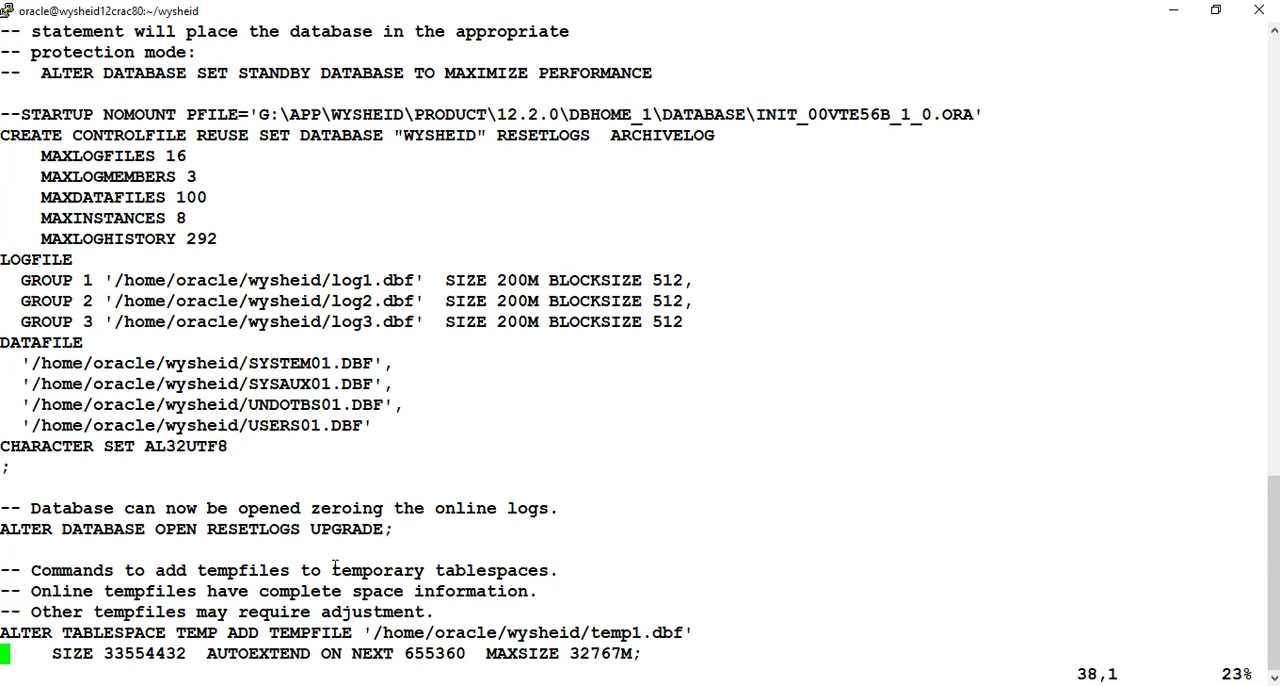 oracle@wysheid12crac80:~/wysheid
-- statement will place the database in the appropriate
-- protection mode:
--  ALTER DATABASE SET STANDBY DATABASE TO MAXIMIZE PERFORMANCE
--STARTUP NOMOUNT PFILE='G:\APP\WYSHEID\PRODUCT\12.2.0\DBHOME_1\DATABASE\INIT_00VTE56B_1_0.ORA'
CREATE CONTROLFILE REUSE SET DATABASE "WYSHEID" RESETLOGS  ARCHIVELOG
    MAXLOGFILES 16
    MAXLOGMEMBERS 3
    MAXDATAFILES 100
    MAXINSTANCES 8
    MAXLOGHISTORY 292
LOGFILE
  GROUP 1 '/home/oracle/wysheid/log1.dbf'  SIZE 200M BLOCKSIZE 512,
  GROUP 2 '/home/oracle/wysheid/log2.dbf'  SIZE 200M BLOCKSIZE 512,
  GROUP 3 '/home/oracle/wysheid/log3.dbf'  SIZE 200M BLOCKSIZE 512
DATAFILE
  '/home/oracle/wysheid/SYSTEM01.DBF',
  '/home/oracle/wysheid/SYSAUX01.DBF',
  '/home/oracle/wysheid/UNDOTBS01.DBF',
  '/home/oracle/wysheid/USERS01.DBF'
CHARACTER SET AL32UTF8
;
-- Database can now be opened zeroing the online logs.
ALTER DATABASE OPEN RESETLOGS UPGRADE;
-- Commands to add tempfiles to temporary tablespaces.
-- Online tempfiles have complete space information.
-- Other tempfiles may require adjustment.
ALTER TABLESPACE TEMP ADD TEMPFILE '/home/oracle/wysheid/temp1.dbf'
     SIZE 33554432  AUTOEXTEND ON NEXT 655360  MAXSIZE 32767M;
38,1 23%